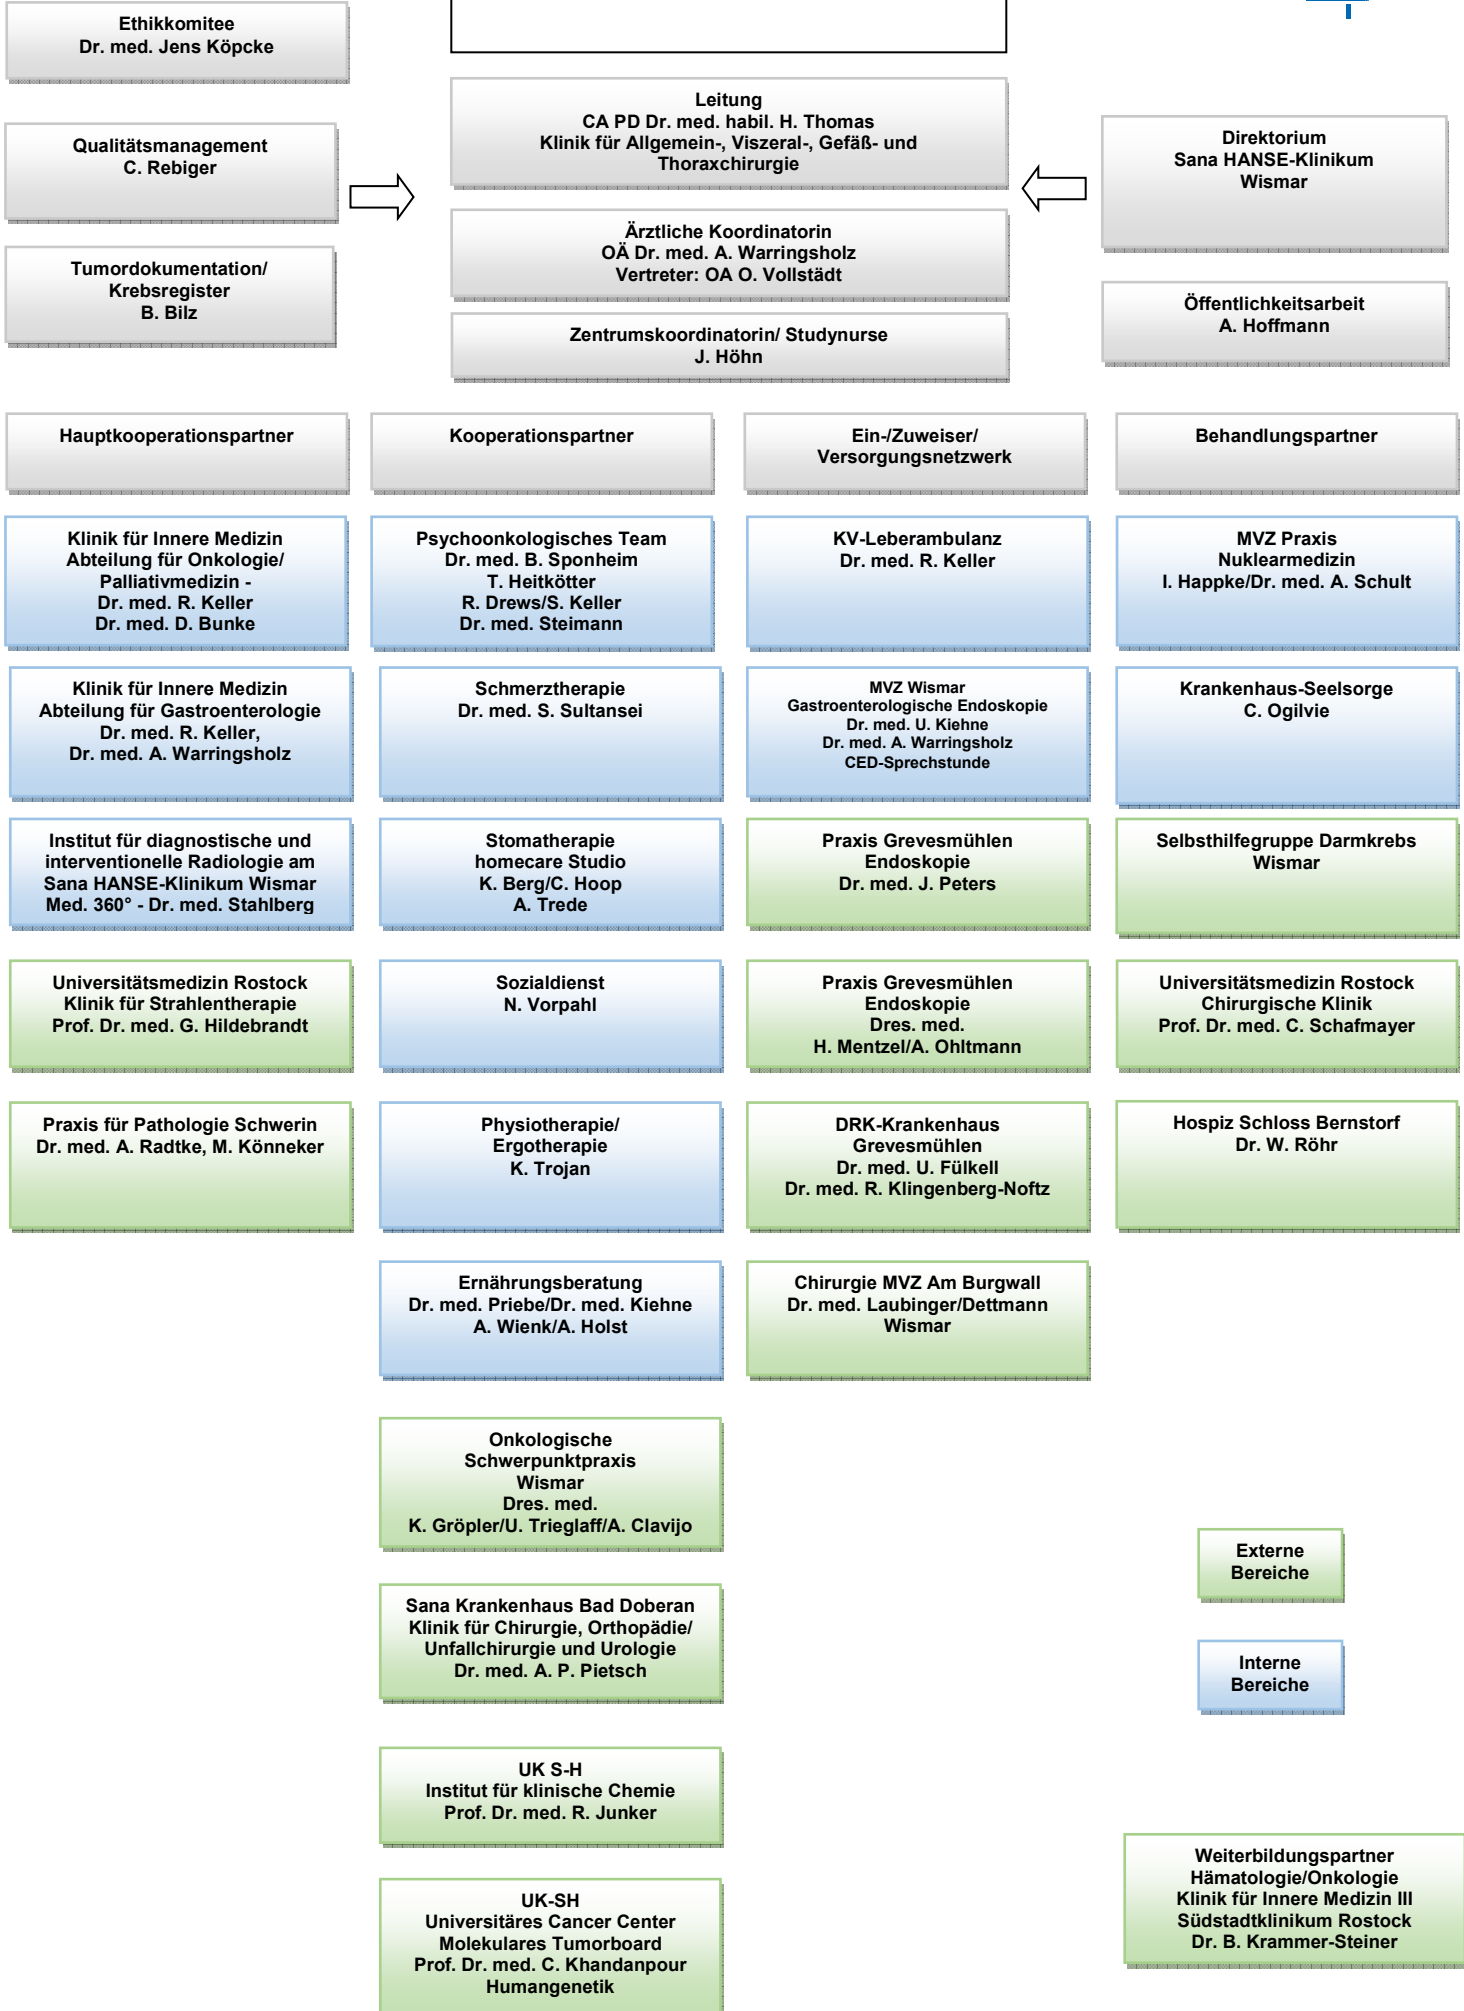 Ethikkomitee
Dr. med. Jens Köpcke
Qualitätsmanagement
C. Rebiger
Tumordokumentation/
Krebsregister
B. Bilz
Leitung
CA PD Dr. med. habil. H. Thomas
Klinik für Allgemein-, Viszeral-, Gefäß- und
Thoraxchirurgie
Ärztliche Koordinatorin
OÄ Dr. med. A. Warringsholz
Vertreter: OA O. Vollstädt
Zentrumskoordinatorin/ Studynurse
J. Höhn
Direktorium
Sana HANSE-Klinikum
Wismar
Öffentlichkeitsarbeit
A. Hoffmann
Hauptkooperationspartner
Klinik für Innere Medizin
Abteilung für Onkologie/
Palliativmedizin -
Dr. med. R. Keller
Dr. med. D. Bunke
Klinik für Innere Medizin
Abteilung für Gastroenterologie
Dr. med. R. Keller,
Dr. med. A. Warringsholz
Institut für diagnostische und
interventionelle Radiologie am
Sana HANSE-Klinikum Wismar
Med. 360° - Dr. med. Stahlberg
Universitätsmedizin Rostock
Klinik für Strahlentherapie
Prof. Dr. med. G. Hildebrandt
Praxis für Pathologie Schwerin
Dr. med. A. Radtke, M. Könneker
Kooperationspartner
Psychoonkologisches Team
Dr. med. B. Sponheim
T. Heitkötter
R. Drews/S. Keller
Dr. med. Steimann
Schmerztherapie
Dr. med. S. Sultansei
Stomatherapie
homecare Studio
K. Berg/C. Hoop
A. Trede
Sozialdienst
N. Vorpahl
Physiotherapie/
Ergotherapie
K. Trojan
Ernährungsberatung
Dr. med. Priebe/Dr. med. Kiehne
A. Wienk/A. Holst
Onkologische
Schwerpunktpraxis
Wismar
Dres. med.
K. Gröpler/U. Trieglaff/A. Clavijo
Sana Krankenhaus Bad Doberan
Klinik für Chirurgie, Orthopädie/
Unfallchirurgie und Urologie
Dr. med. A. P. Pietsch
UK S-H
Institut für klinische Chemie
Prof. Dr. med. R. Junker
UK-SH
Universitäres Cancer Center
Molekulares Tumorboard
Prof. Dr. med. C. Khandanpour
Humangenetik
Ein-/Zuweiser/
Versorgungsnetzwerk
KV-Leberambulanz
Dr. med. R. Keller
MVZ Wismar
Gastroenterologische Endoskopie
Dr. med. U. Kiehne
Dr. med. A. Warringsholz
CED-Sprechstunde
Praxis Grevesmühlen
Endoskopie
Dr. med. J. Peters
Praxis Grevesmühlen
Endoskopie
Dres. med.
H. Mentzel/A. Ohltmann
DRK-Krankenhaus
Grevesmühlen
Dr. med. U. Fülkell
Dr. med. R. Klingenberg-Noftz
Chirurgie MVZ Am Burgwall
Dr. med. Laubinger/Dettmann
Wismar
Behandlungspartner
MVZ Praxis
Nuklearmedizin
I. Happke/Dr. med. A. Schult
Krankenhaus-Seelsorge
C. Ogilvie
Selbsthilfegruppe Darmkrebs
Wismar
Universitätsmedizin Rostock
Chirurgische Klinik
Prof. Dr. med. C. Schafmayer
Hospiz Schloss Bernstorf
Dr. W. Röhr
Externe
Bereiche
Interne
Bereiche
Weiterbildungspartner
Hämatologie/Onkologie
Klinik für Innere Medizin III
Südstadtklinikum Rostock
Dr. B. Krammer-Steiner